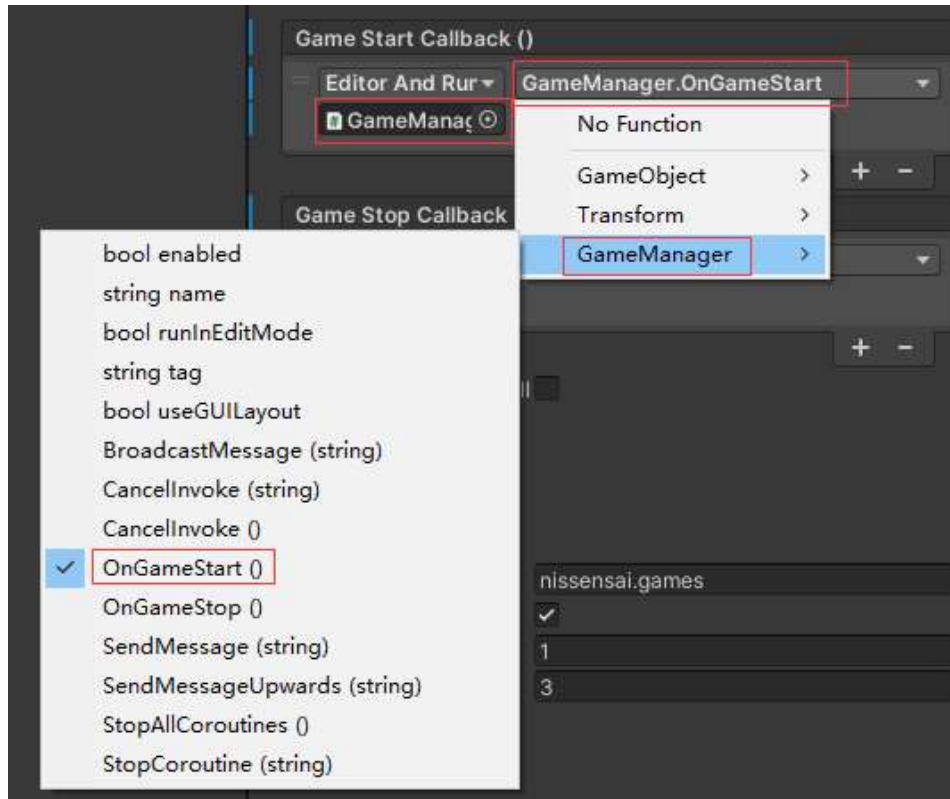 Game Start Callback ()
Editor And Rur
GameManager.OnGameStart
GameManag
No Function
GameObject
Transform
GameManager
Game Stop Callback
bool enabled
string name
bool runInEditMode
string tag
bool useGUILayout
BroadcastMessage (string)
CancelInvoke (string)
CancelInvoke ()
OnGameStart ()
OnGameStop ()
SendMessage (string)
SendMessageUpwards (string)
StopAllCoroutines ()
StopCoroutine (string)
nissensai.games
1
3